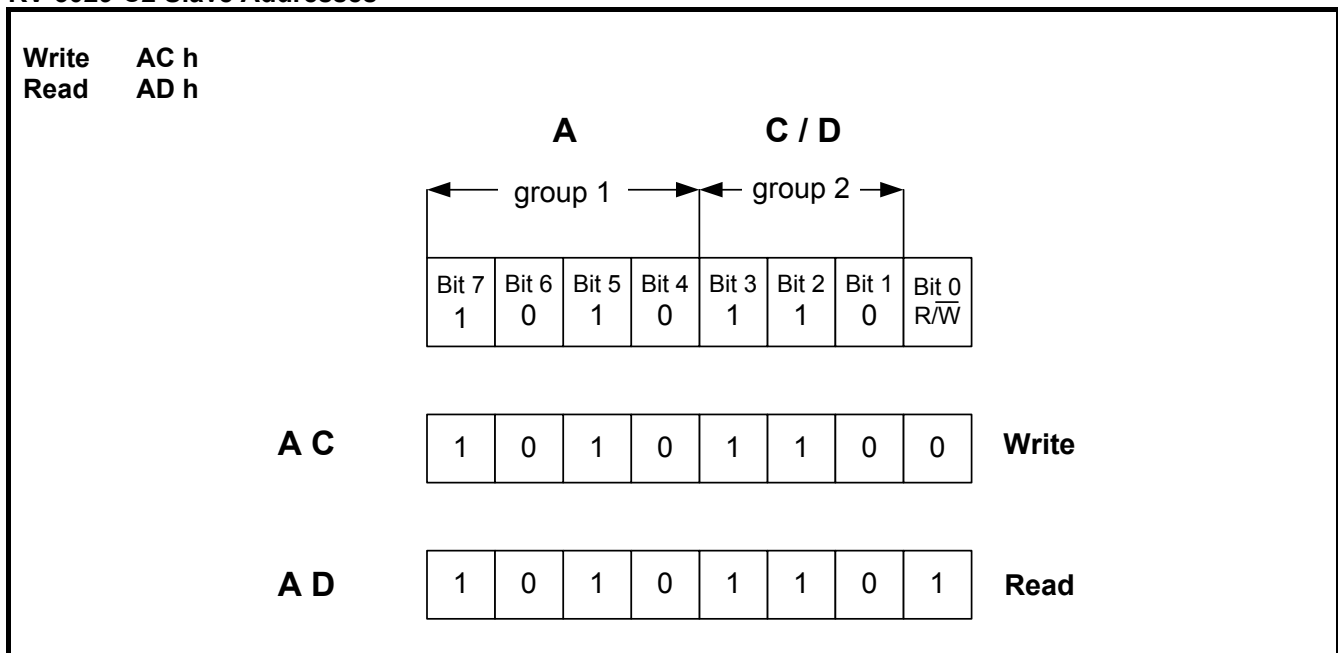 Write AC h
Read AD h
A C / D
group 1 group 2
Bit 7 Bit 6 Bit 5 Bit 4 Bit 3 Bit 2 Bit 1 Bit 0
1 0 1 0 1 1 0 R/W̅
A C 1 0 1 0 1 1 0 0 Write
A D 1 0 1 0 1 1 0 1 Read